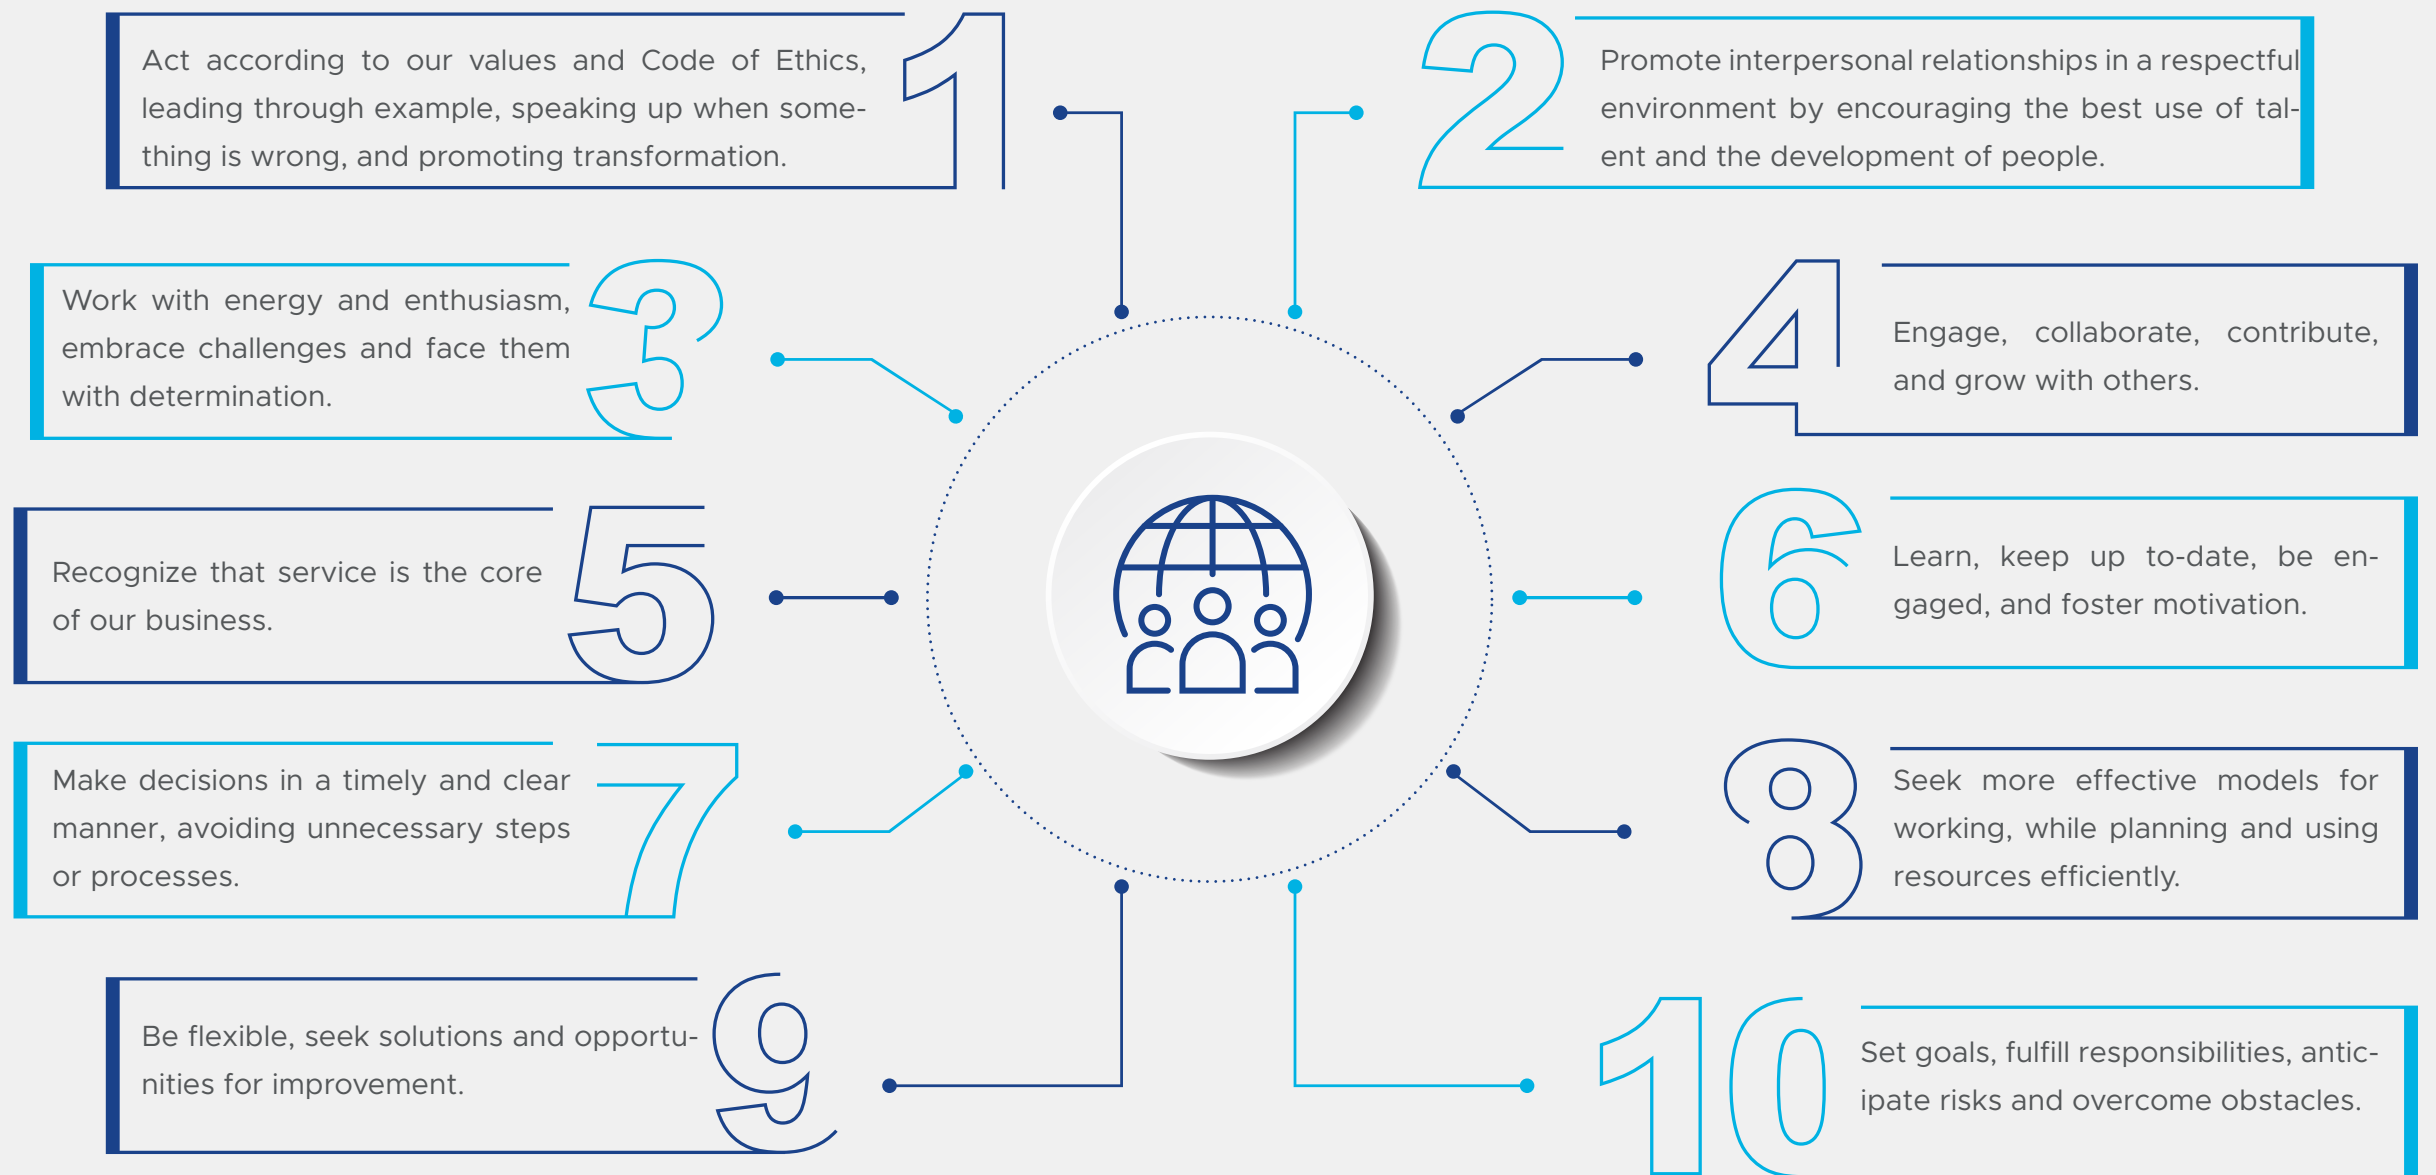 1
Act according to our values and Code of Ethics,
leading through example, speaking up when some-
thing is wrong, and promoting transformation.
2
Promote interpersonal relationships in a respectful
environment by encouraging the best use of tal-
ent and the development of people.
3
Work with energy and enthusiasm,
embrace challenges and face them
with determination.
4
Engage, collaborate, contribute,
and grow with others.
5
Recognize that service is the core
of our business.
6
Learn, keep up to-date, be en-
gaged, and foster motivation.
7
Make decisions in a timely and clear
manner, avoiding unnecessary steps
or processes.
8
Seek more effective models for
working, while planning and using
resources efficiently.
9
Be flexible, seek solutions and opportu-
nities for improvement.
10
Set goals, fulfill responsibilities, antic-
ipate risks and overcome obstacles.